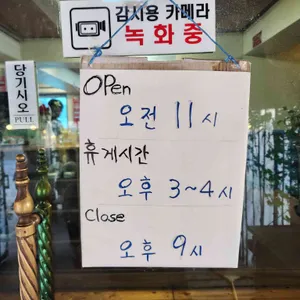 감시용 카메라
녹화중
당기시오
PULL
OPen
오전 11시
휴게시간
오후 3~4시
Close
오후 9시